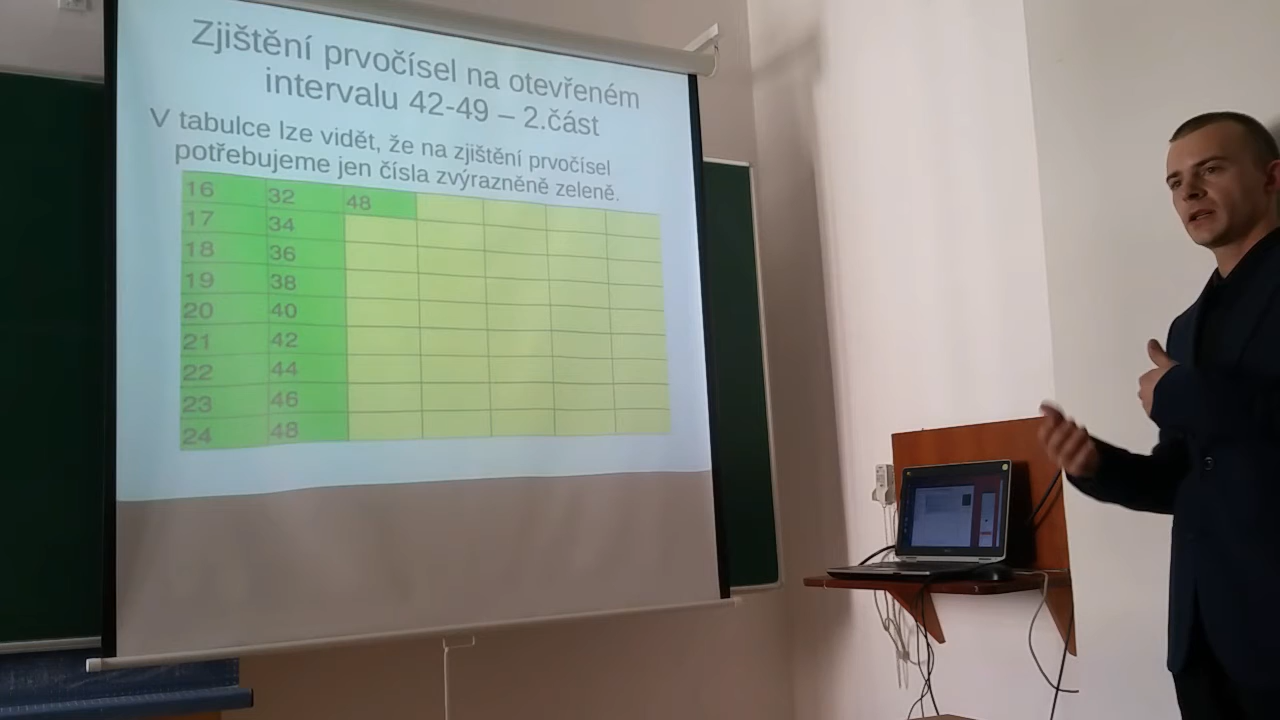 Zjištění prvočísel na otevřeném
intervalu 42-49 – 2.část
V tabulce lze vidět, že na zjištění prvočísel
potřebujeme jen čísla zvýrazněně zeleně.
16 32 48
17 34
18 36
19 38
20 40
21 42
22 44
23 46
24 48